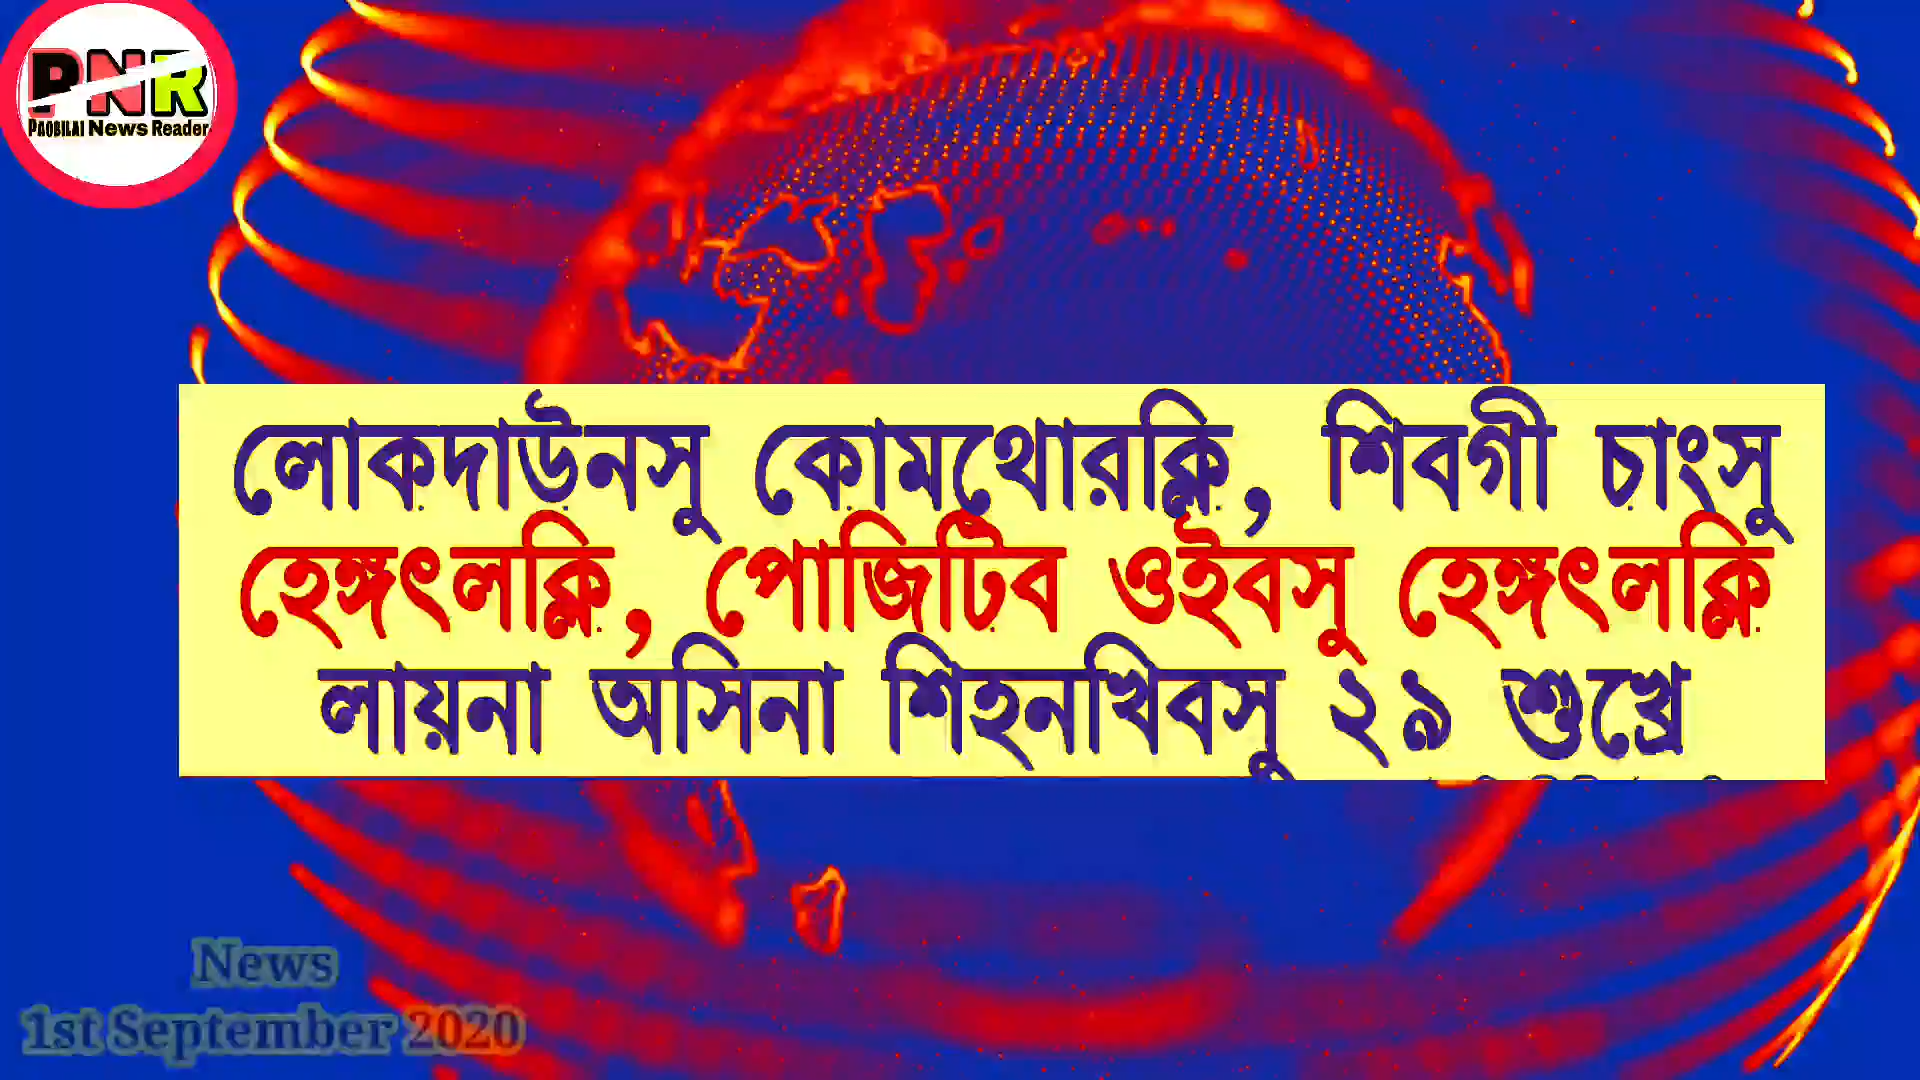 PNR
PAOBILAI News Reader
লোকদাউনসু কোমথোরক্লি, শিবগী চাংসু
হেঙ্গৎলক্লি, পোজিটিব ওইবসু হেঙ্গৎলক্লি
লায়না অসিনা শিহনখিবসু ২৯ শুখ্রে
News
1st September 2020